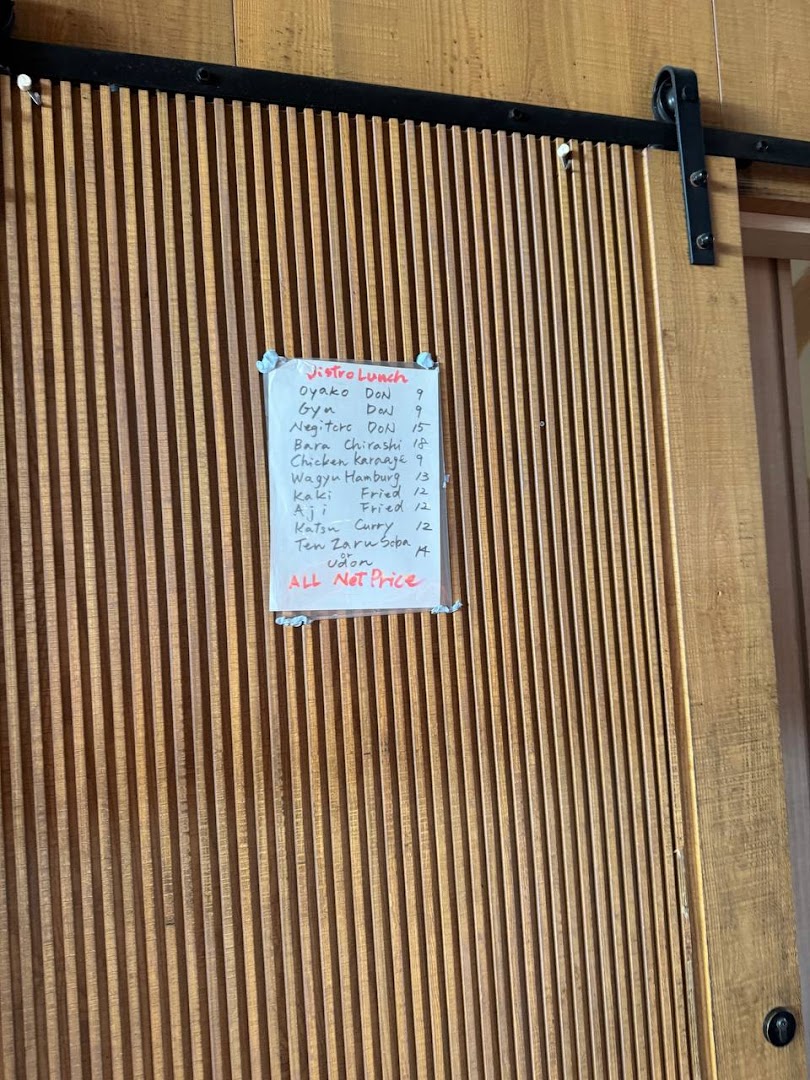 Bistro Lunch
Oyako DON 9
Gyu DON 9
Negitoro DON 15
Bara Chirashi 18
Chicken Karaage 9
Wagyu Hamburg 13
Kaki Fried 12
Aji Fried 12
Katsu Curry 12
Ten Zaru Soba 14
or
Udon
ALL Net Price